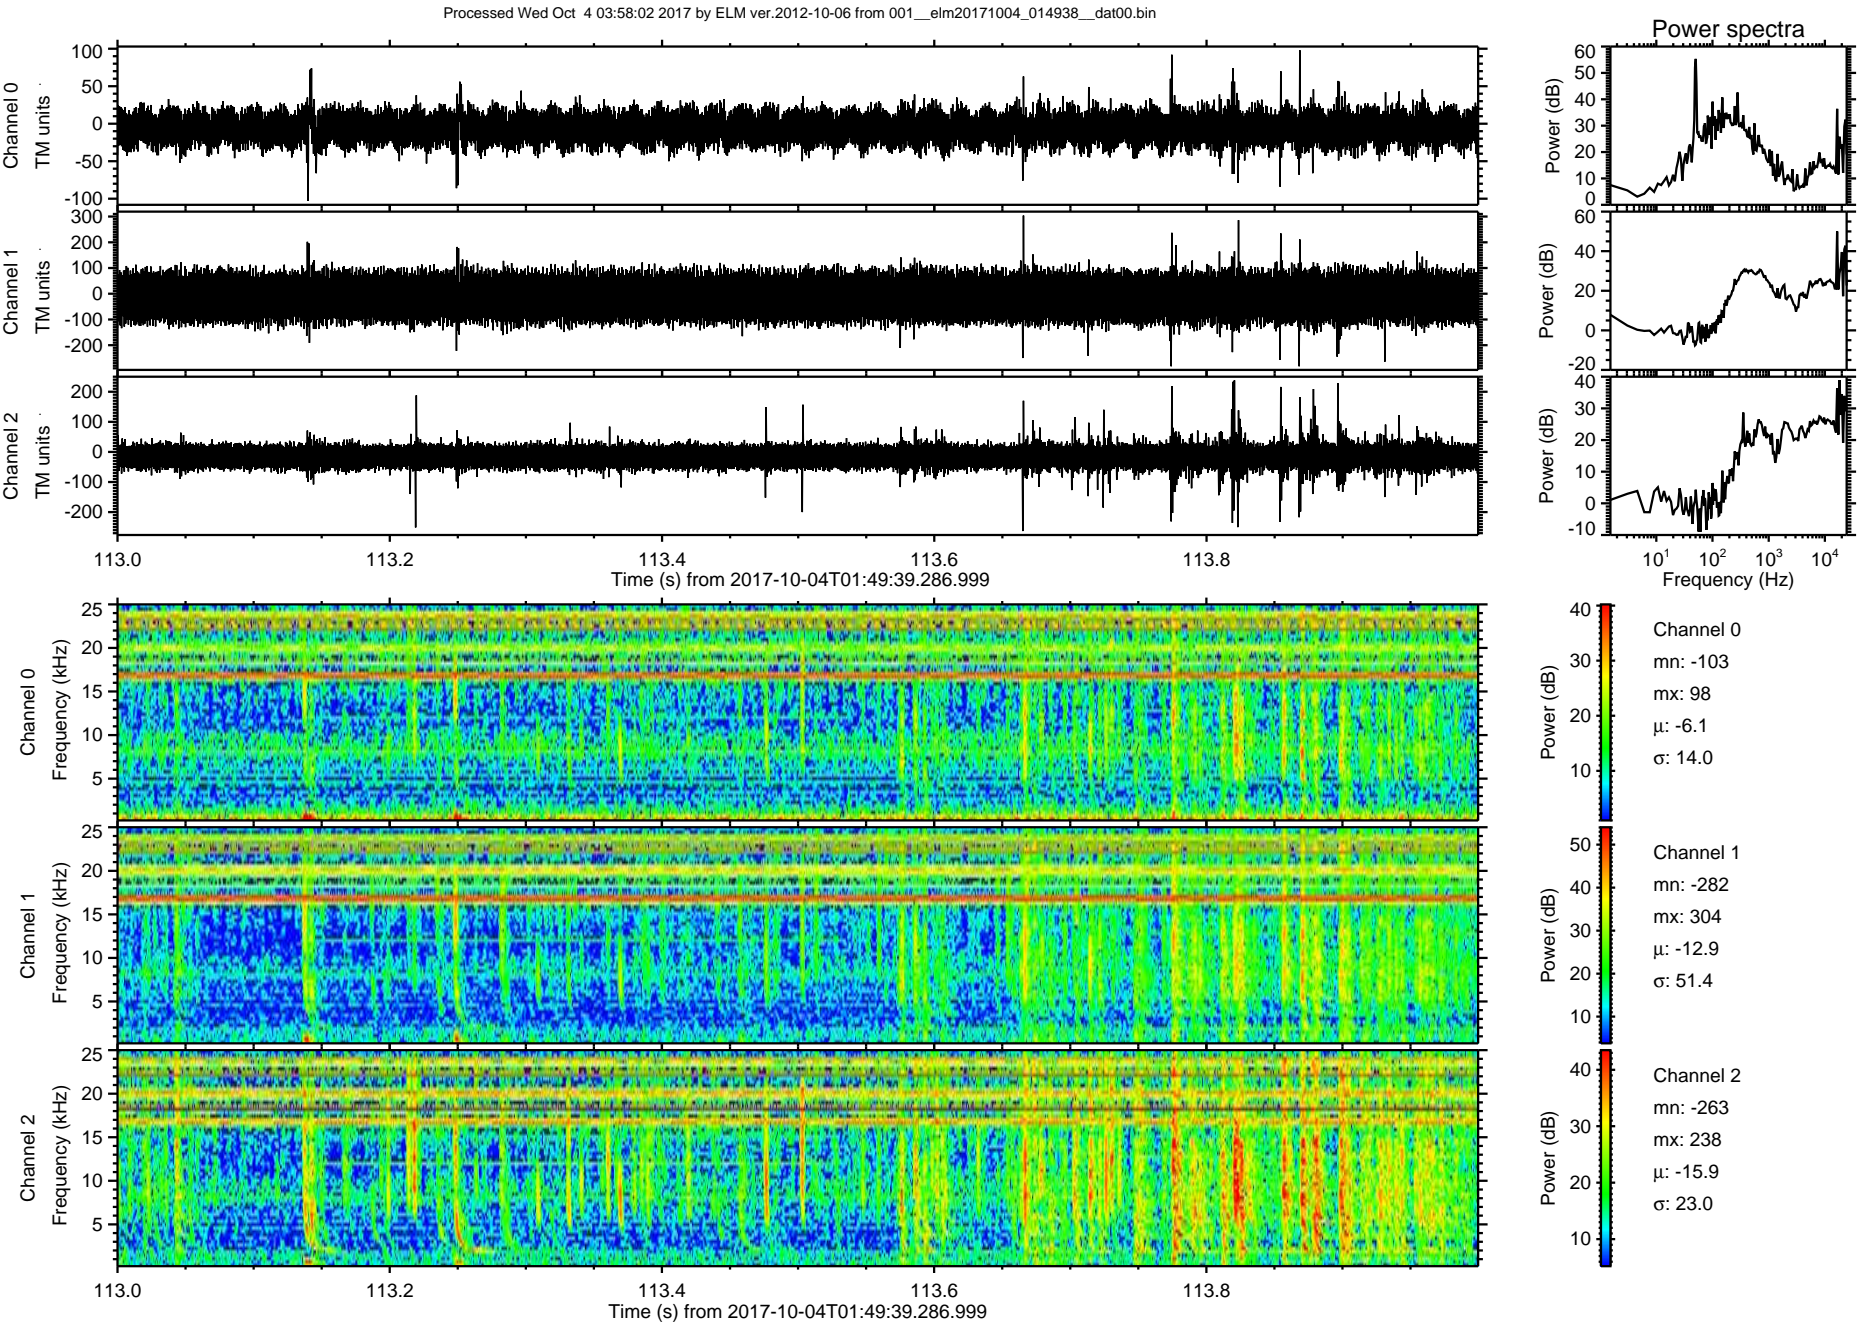 Processed Wed Oct  4 03:58:02 2017 by ELM ver.2012-10-06 from 001__elm20171004_014938__dat00.bin
Power spectra
Channel 0
TM units
100
50
0
-50
-100
Power (dB)
60
50
40
30
20
10
0
Channel 1
TM units
300
200
100
0
-100
-200
Power (dB)
60
40
20
0
-20
Channel 2
TM units
200
100
0
-100
-200
Power (dB)
40
30
20
10
0
-10
113.0 113.2 113.4 113.6 113.8
Time (s) from 2017-10-04T01:49:39.286.999
10^1 10^2 10^3 10^4
Frequency (Hz)
Channel 0
Frequency (kHz)
25
20
15
10
5
Power (dB)
40
30
20
10
Channel 0
mn: -103
mx: 98
μ: -6.1
σ: 14.0
Channel 1
Frequency (kHz)
25
20
15
10
5
Power (dB)
50
40
30
20
10
Channel 1
mn: -282
mx: 304
μ: -12.9
σ: 51.4
Channel 2
Frequency (kHz)
25
20
15
10
5
Power (dB)
40
30
20
10
Channel 2
mn: -263
mx: 238
μ: -15.9
σ: 23.0
113.0 113.2 113.4 113.6 113.8
Time (s) from 2017-10-04T01:49:39.286.999